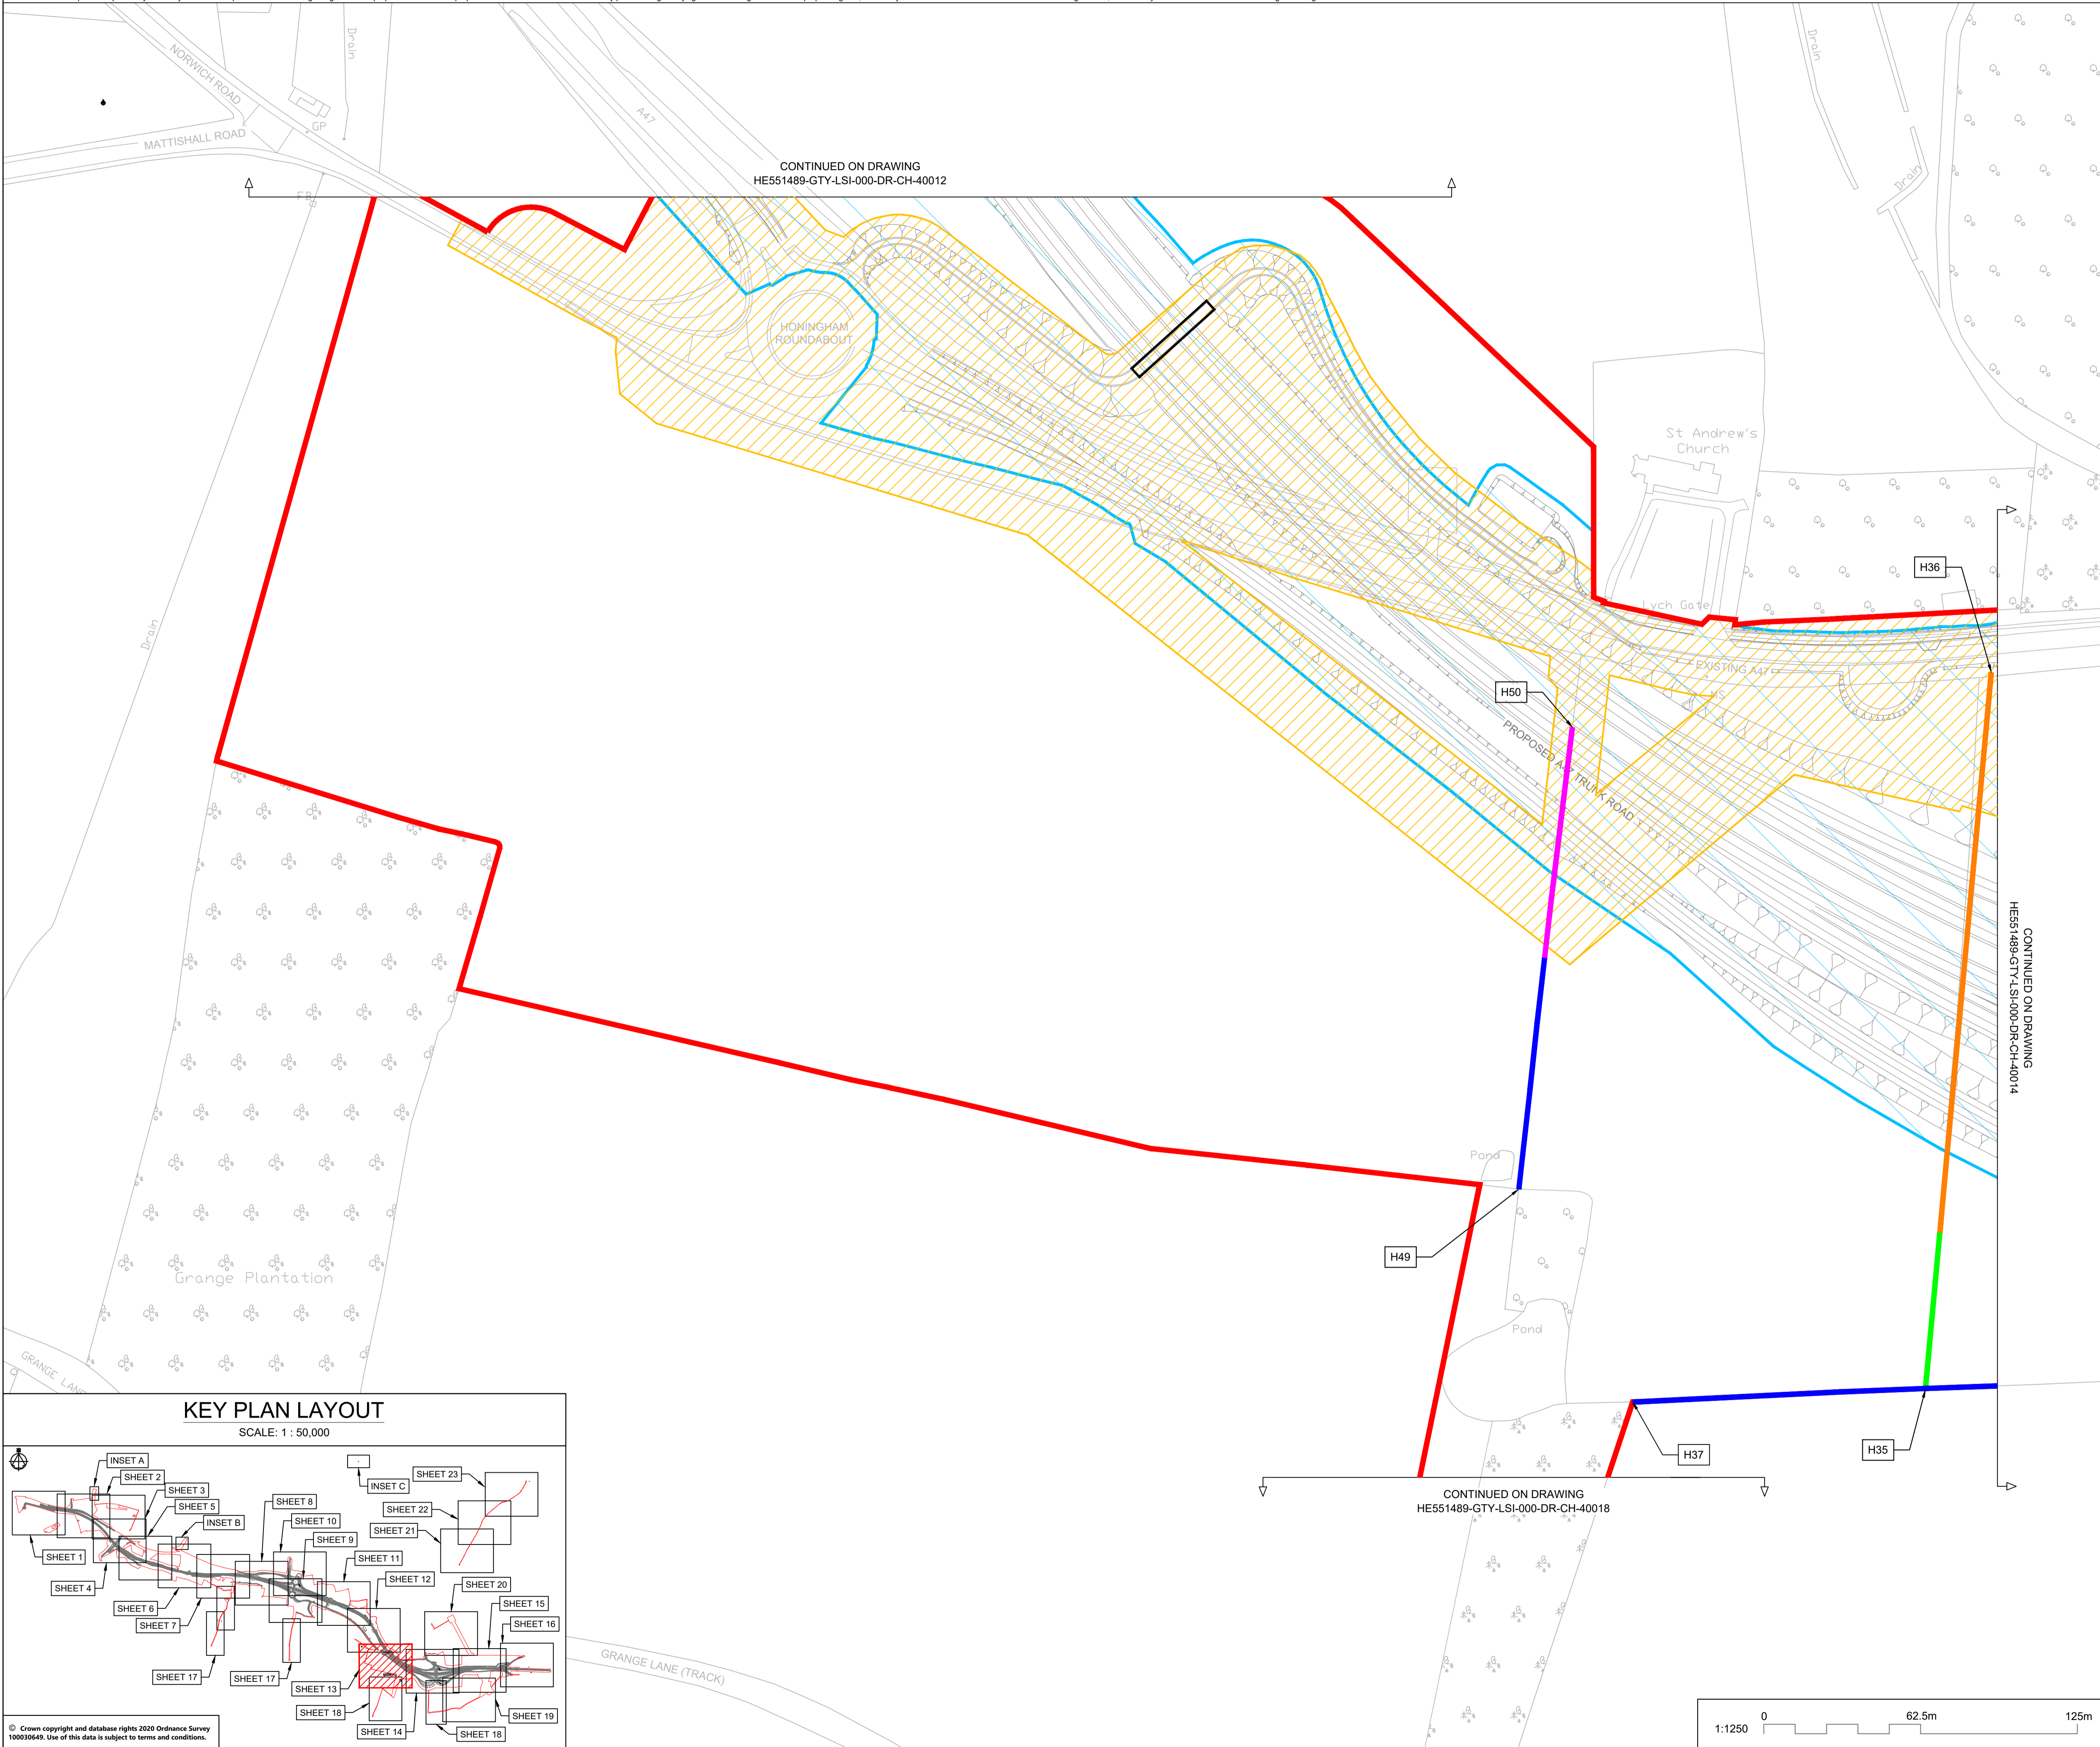 NORWICH ROAD
MATTISHALL ROAD
Drain
GP
FB
A47
CONTINUED ON DRAWING
HE551489-GTY-LSI-000-DR-CH-40012
Drain
Drain
HONINGHAM
ROUNDABOUT
St Andrew's
Church
Lych Gate
H36
EXISTING A47
MS
H50
PROPOSED A47 TRUNK ROAD
Drain
CONTINUED ON DRAWING
HE551489-GTY-LSI-000-DR-CH-40014
Pond
H49
Grange Plantation
Pond
GRANGE LANE
H37
H35
CONTINUED ON DRAWING
HE551489-GTY-LSI-000-DR-CH-40018
GRANGE LANE (TRACK)
KEY PLAN LAYOUT
SCALE: 1 : 50,000
INSET A
SHEET 2
SHEET 3
SHEET 5
INSET B
SHEET 1
SHEET 4
SHEET 6
SHEET 7
SHEET 8
SHEET 10
SHEET 9
SHEET 11
SHEET 12
INSET C
SHEET 23
SHEET 22
SHEET 21
SHEET 20
SHEET 15
SHEET 16
SHEET 17
SHEET 17
SHEET 13
SHEET 18
SHEET 14
SHEET 18
SHEET 19
© Crown copyright and database rights 2020 Ordnance Survey
100030649. Use of this data is subject to terms and conditions.
1:1250
0
62.5m
125m